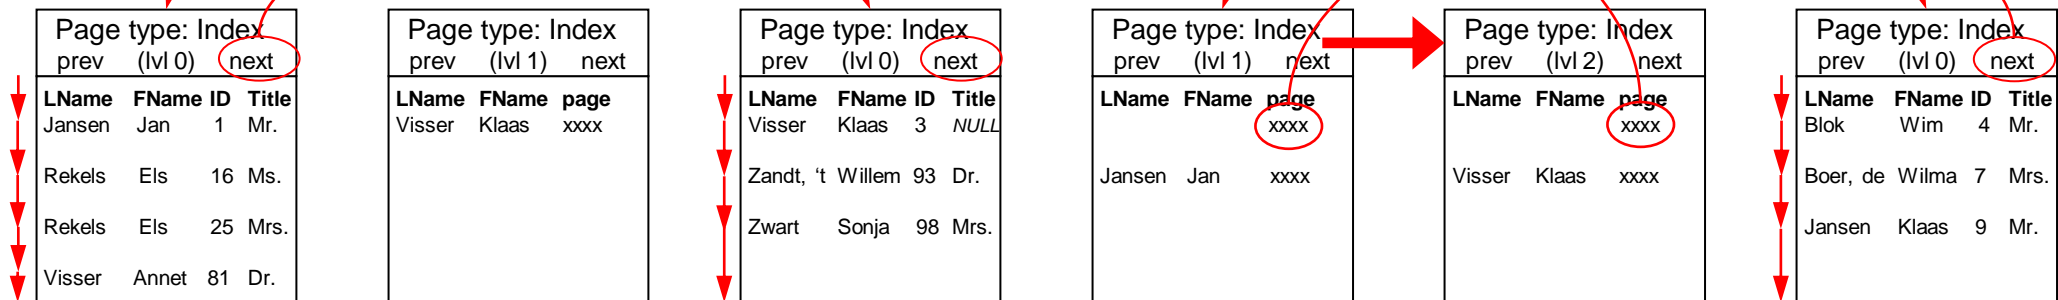 Page type: Index
prev (lvl 0) next
LName FName ID Title
Jansen Jan 1 Mr.
Rekels Els 16 Ms.
Rekels Els 25 Mrs.
Visser Annet 81 Dr.
Page type: Index
prev (lvl 1) next
LName FName page
Visser Klaas xxxx
Page type: Index
prev (lvl 0) next
LName FName ID Title
Visser Klaas 3 NULL
Zandt, ‘t Willem 93 Dr.
Zwart Sonja 98 Mrs.
Page type: Index
prev (lvl 1) next
LName FName page
xxxx
Jansen Jan xxxx
Page type: Index
prev (lvl 2) next
LName FName page
xxxx
Visser Klaas xxxx
Page type: Index
prev (lvl 0) next
LName FName ID Title
Blok Wim 4 Mr.
Boer, de Wilma 7 Mrs.
Jansen Klaas 9 Mr.